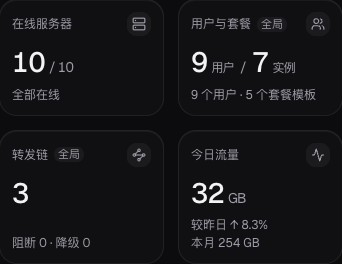 在线服务器
10 / 10
全部在线
用户与套餐 全局
9 用户 / 7 实例
9 个用户 · 5 个套餐模板
转发链 全局
3
阻断 0 · 降级 0
今日流量
32 GB
较昨日 ↑ 8.3%
本月 254 GB